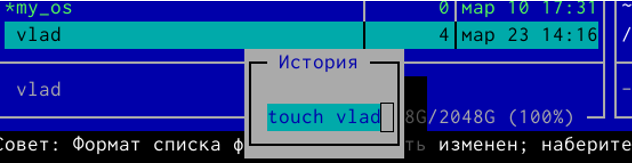 *my_os 0 мар 10 17:31
vlad 4 мар 23 14:16 /
История
vlad
touch vlad 8G/2048G (100%)
Совет: Формат списка ф ть изменен; наберите